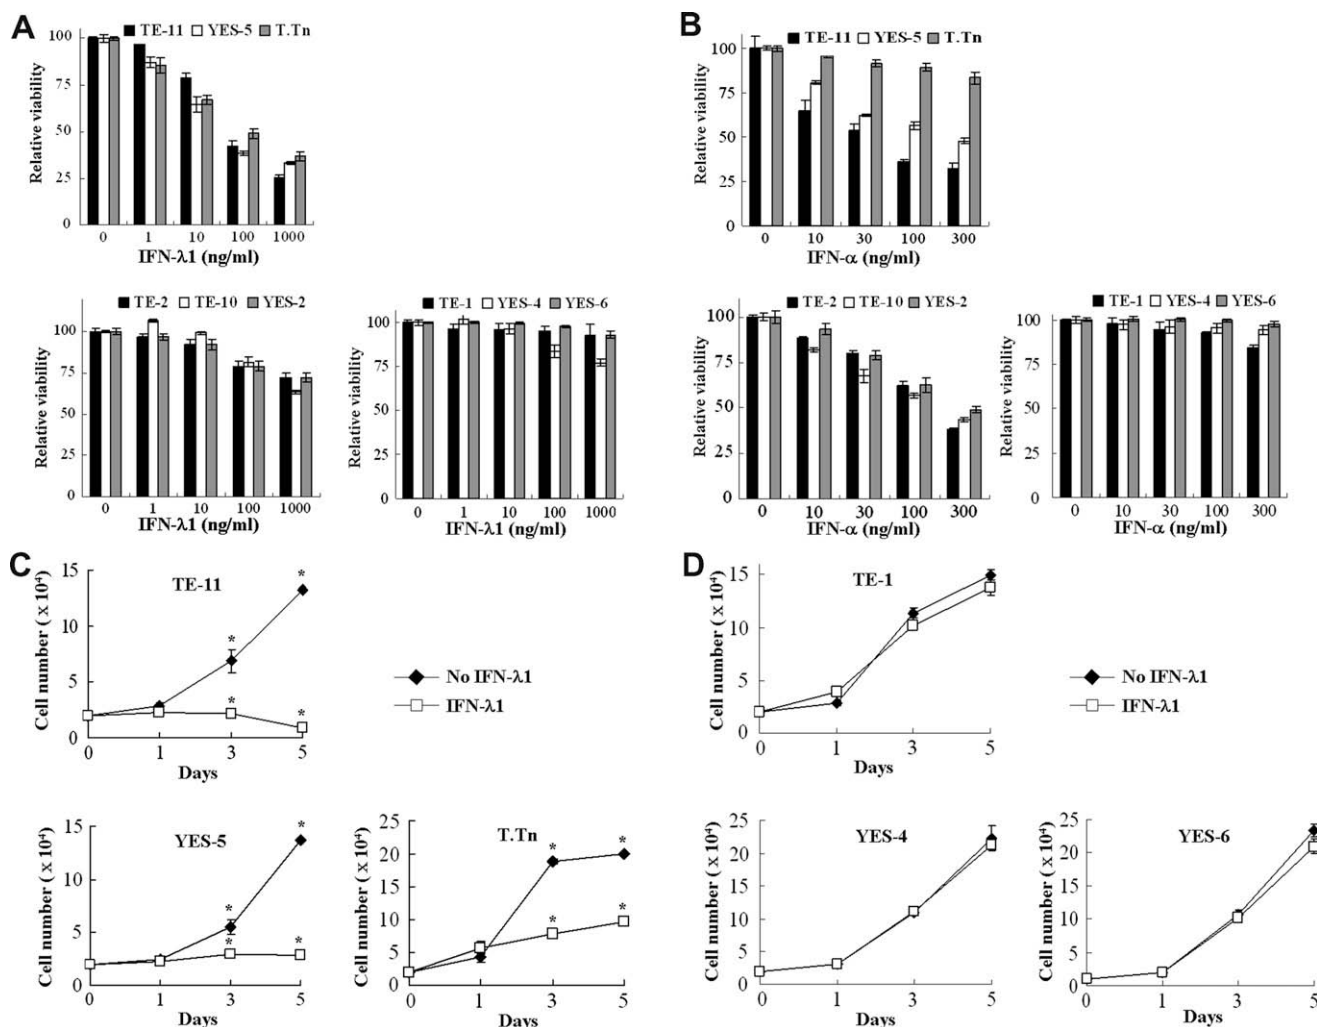 A
TE-11 YES-5 T.Tn
Relative viability
100
75
50
25
0
0 1 10 100 1000
IFN-λ1 (ng/ml)
B
TE-11 YES-5 T.Tn
Relative viability
100
75
50
25
0
0 10 30 100 300
IFN-α (ng/ml)
TE-2 TE-10 YES-2
Relative viability
100
75
50
25
0
0 1 10 100 1000
IFN-λ1 (ng/ml)
TE-1 YES-4 YES-6
Relative viability
100
75
50
25
0
0 1 10 100 1000
IFN-λ1 (ng/ml)
TE-2 TE-10 YES-2
Relative viability
100
75
50
25
0
0 10 30 100 300
IFN-α (ng/ml)
TE-1 YES-4 YES-6
Relative viability
100
75
50
25
0
0 10 30 100 300
IFN-α (ng/ml)
C
TE-11
Cell number ( x 10⁴)
15
10
5
0
* * * *
0 1 3 5
Days
No IFN-λ1
IFN-λ1
D
TE-1
Cell number ( x 10⁴)
15
10
5
0
0 1 3 5
Days
No IFN-λ1
IFN-λ1
YES-5
Cell number ( x 10⁴)
15
10
5
0
* * * *
0 1 3 5
Days
T.Tn
Cell number ( x 10⁴)
25
20
15
10
5
0
* * * *
0 1 3 5
Days
YES-4
Cell number ( x 10⁴)
25
20
15
10
5
0
0 1 3 5
Days
YES-6
Cell number ( x 10⁴)
25
20
15
10
5
0
0 1 3 5
Days